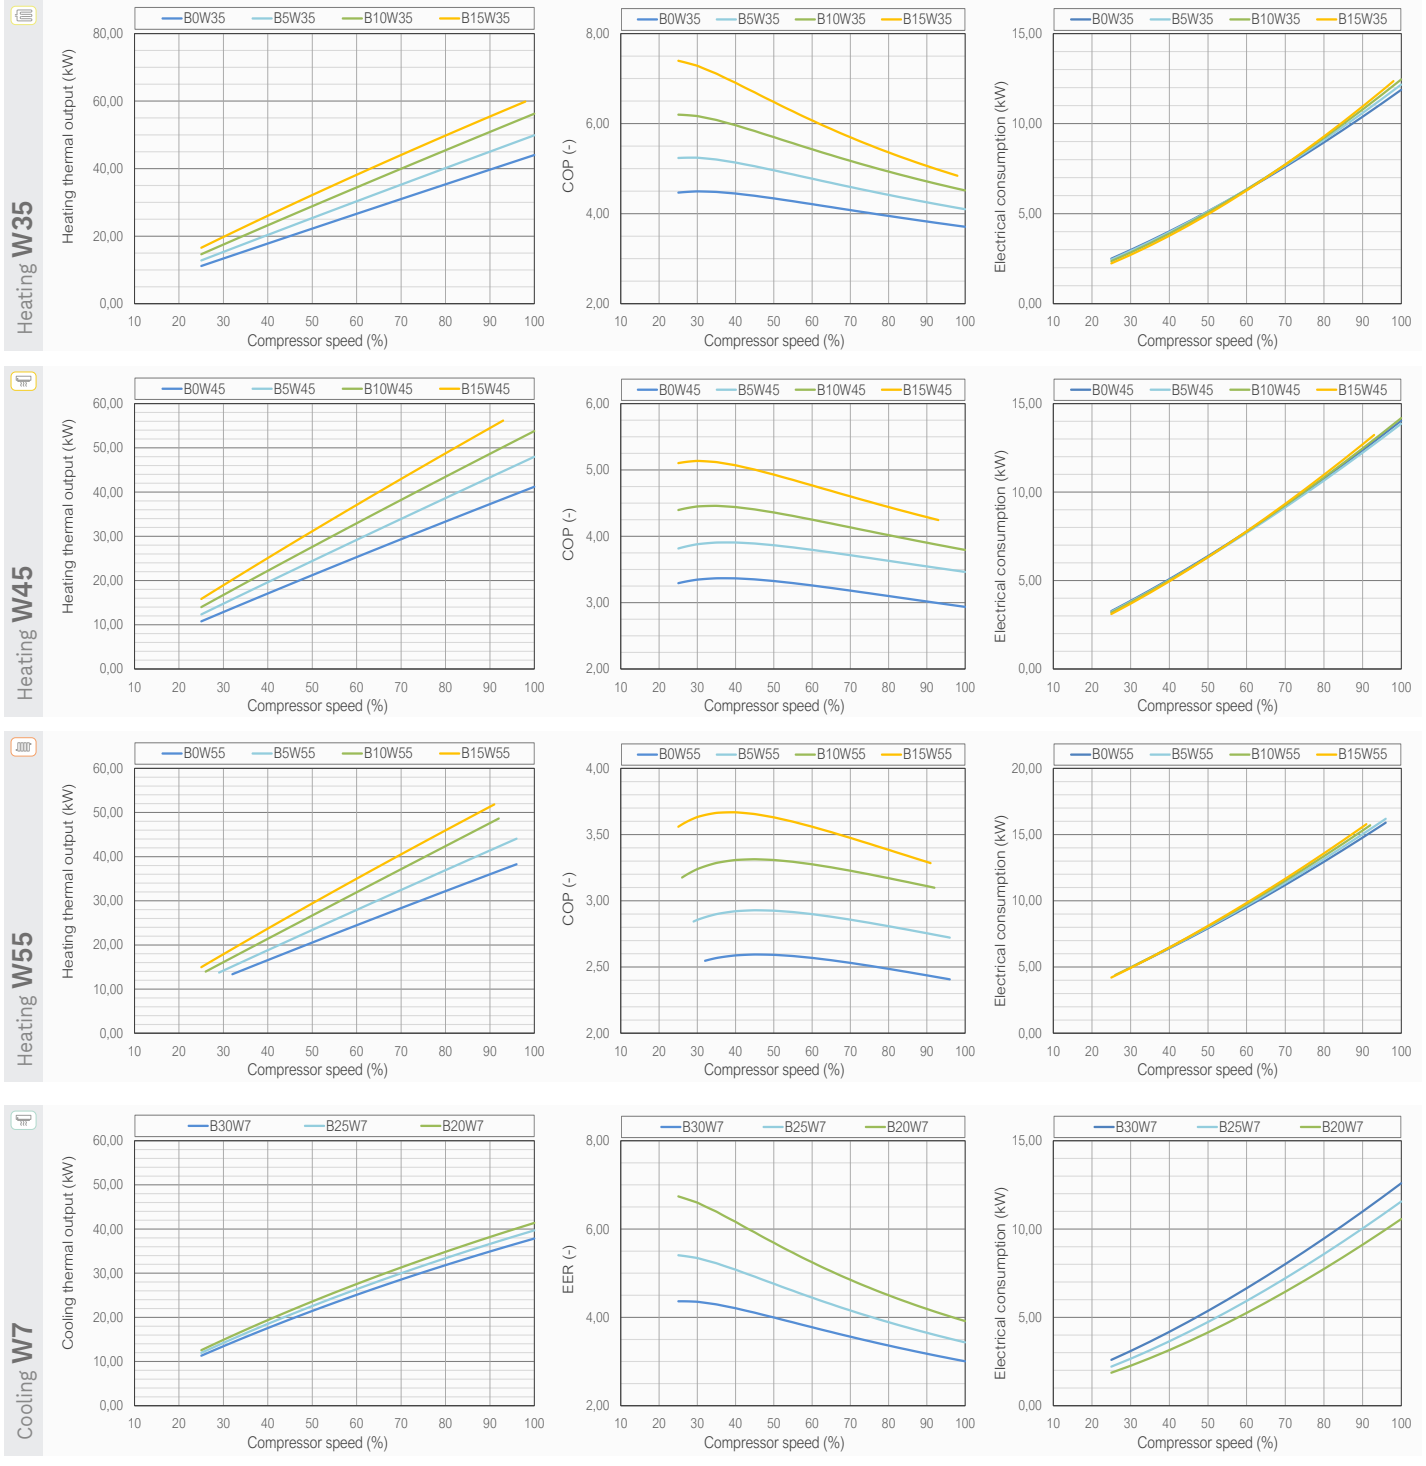 Heating W35
B0W35 B5W35 B10W35 B15W35
Heating thermal output (kW)
80,00
60,00
40,00
20,00
0,00
10 20 30 40 50 60 70 80 90 100
Compressor speed (%)
B0W35 B5W35 B10W35 B15W35
COP (-)
8,00
6,00
4,00
2,00
10 20 30 40 50 60 70 80 90 100
Compressor speed (%)
B0W35 B5W35 B10W35 B15W35
Electrical consumption (kW)
15,00
10,00
5,00
0,00
10 20 30 40 50 60 70 80 90 100
Compressor speed (%)
Heating W45
B0W45 B5W45 B10W45 B15W45
Heating thermal output (kW)
60,00
50,00
40,00
30,00
20,00
10,00
0,00
10 20 30 40 50 60 70 80 90 100
Compressor speed (%)
B0W45 B5W45 B10W45 B15W45
COP (-)
6,00
5,00
4,00
3,00
2,00
10 20 30 40 50 60 70 80 90 100
Compressor speed (%)
B0W45 B5W45 B10W45 B15W45
Electrical consumption (kW)
15,00
10,00
5,00
0,00
10 20 30 40 50 60 70 80 90 100
Compressor speed (%)
Heating W55
B0W55 B5W55 B10W55 B15W55
Heating thermal output (kW)
60,00
50,00
40,00
30,00
20,00
10,00
0,00
10 20 30 40 50 60 70 80 90 100
Compressor speed (%)
B0W55 B5W55 B10W55 B15W55
COP (-)
4,00
3,50
3,00
2,50
2,00
10 20 30 40 50 60 70 80 90 100
Compressor speed (%)
B0W55 B5W55 B10W55 B15W55
Electrical consumption (kW)
20,00
15,00
10,00
5,00
0,00
10 20 30 40 50 60 70 80 90 100
Compressor speed (%)
Cooling W7
B30W7 B25W7 B20W7
Cooling thermal output (kW)
60,00
50,00
40,00
30,00
20,00
10,00
0,00
10 20 30 40 50 60 70 80 90 100
Compressor speed (%)
B30W7 B25W7 B20W7
EER (-)
8,00
6,00
4,00
2,00
10 20 30 40 50 60 70 80 90 100
Compressor speed (%)
B30W7 B25W7 B20W7
Electrical consumption (kW)
15,00
10,00
5,00
0,00
10 20 30 40 50 60 70 80 90 100
Compressor speed (%)